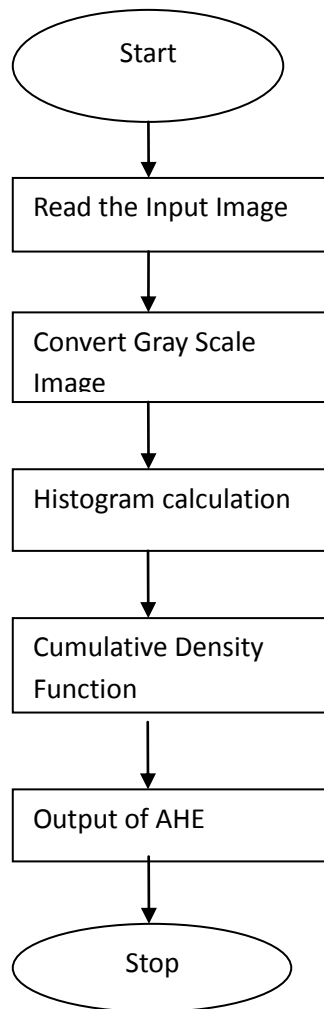 Start
Read the Input Image
Convert Gray Scale
Image
Histogram calculation
Cumulative Density
Function
Output of AHE
Stop